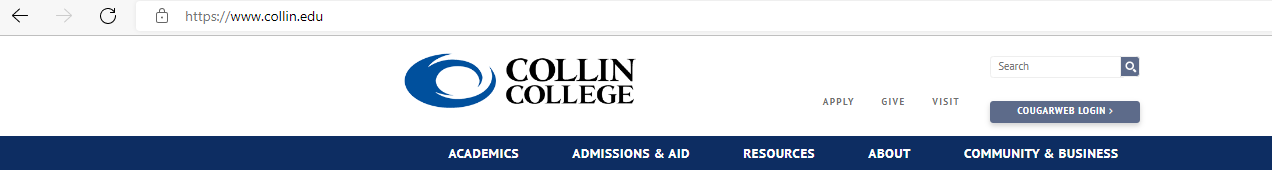 https://www.collin.edu
COLLIN
COLLEGE
Search
APPLY GIVE VISIT
COUGARWEB LOGIN >
ACADEMICS ADMISSIONS & AID RESOURCES ABOUT COMMUNITY & BUSINESS